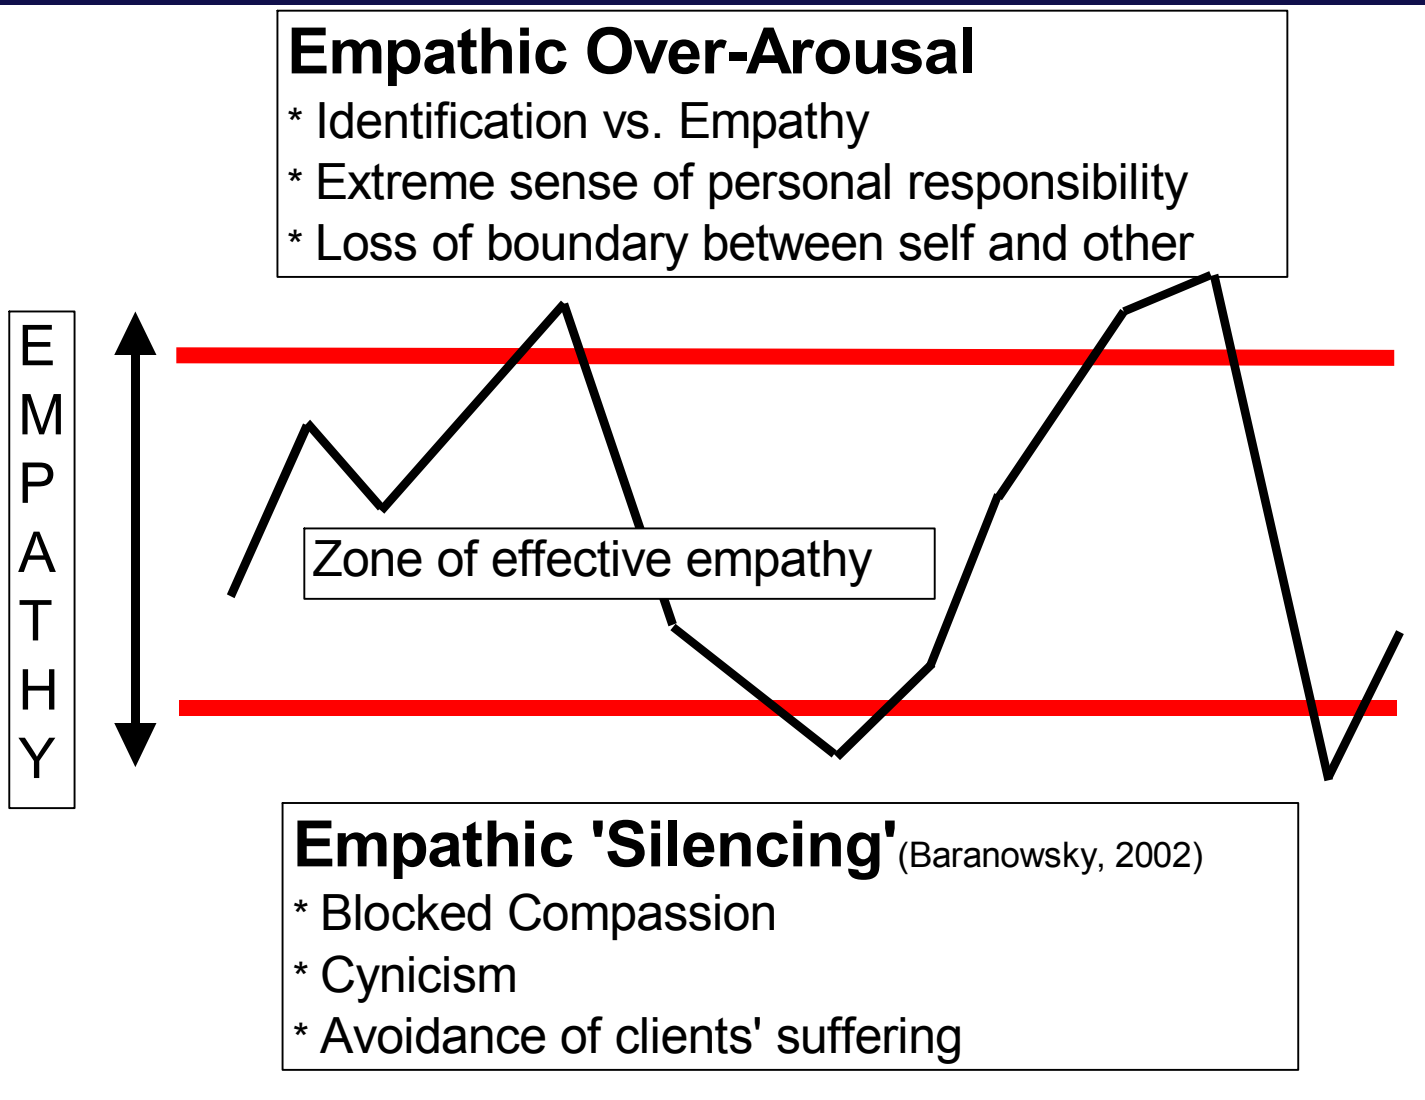 Empathic Over-Arousal
* Identification vs. Empathy
* Extreme sense of personal responsibility
* Loss of boundary between self and other
E
M
P
A
T
H
Y
Zone of effective empathy
Empathic 'Silencing'(Baranowsky, 2002)
* Blocked Compassion
* Cynicism
* Avoidance of clients' suffering